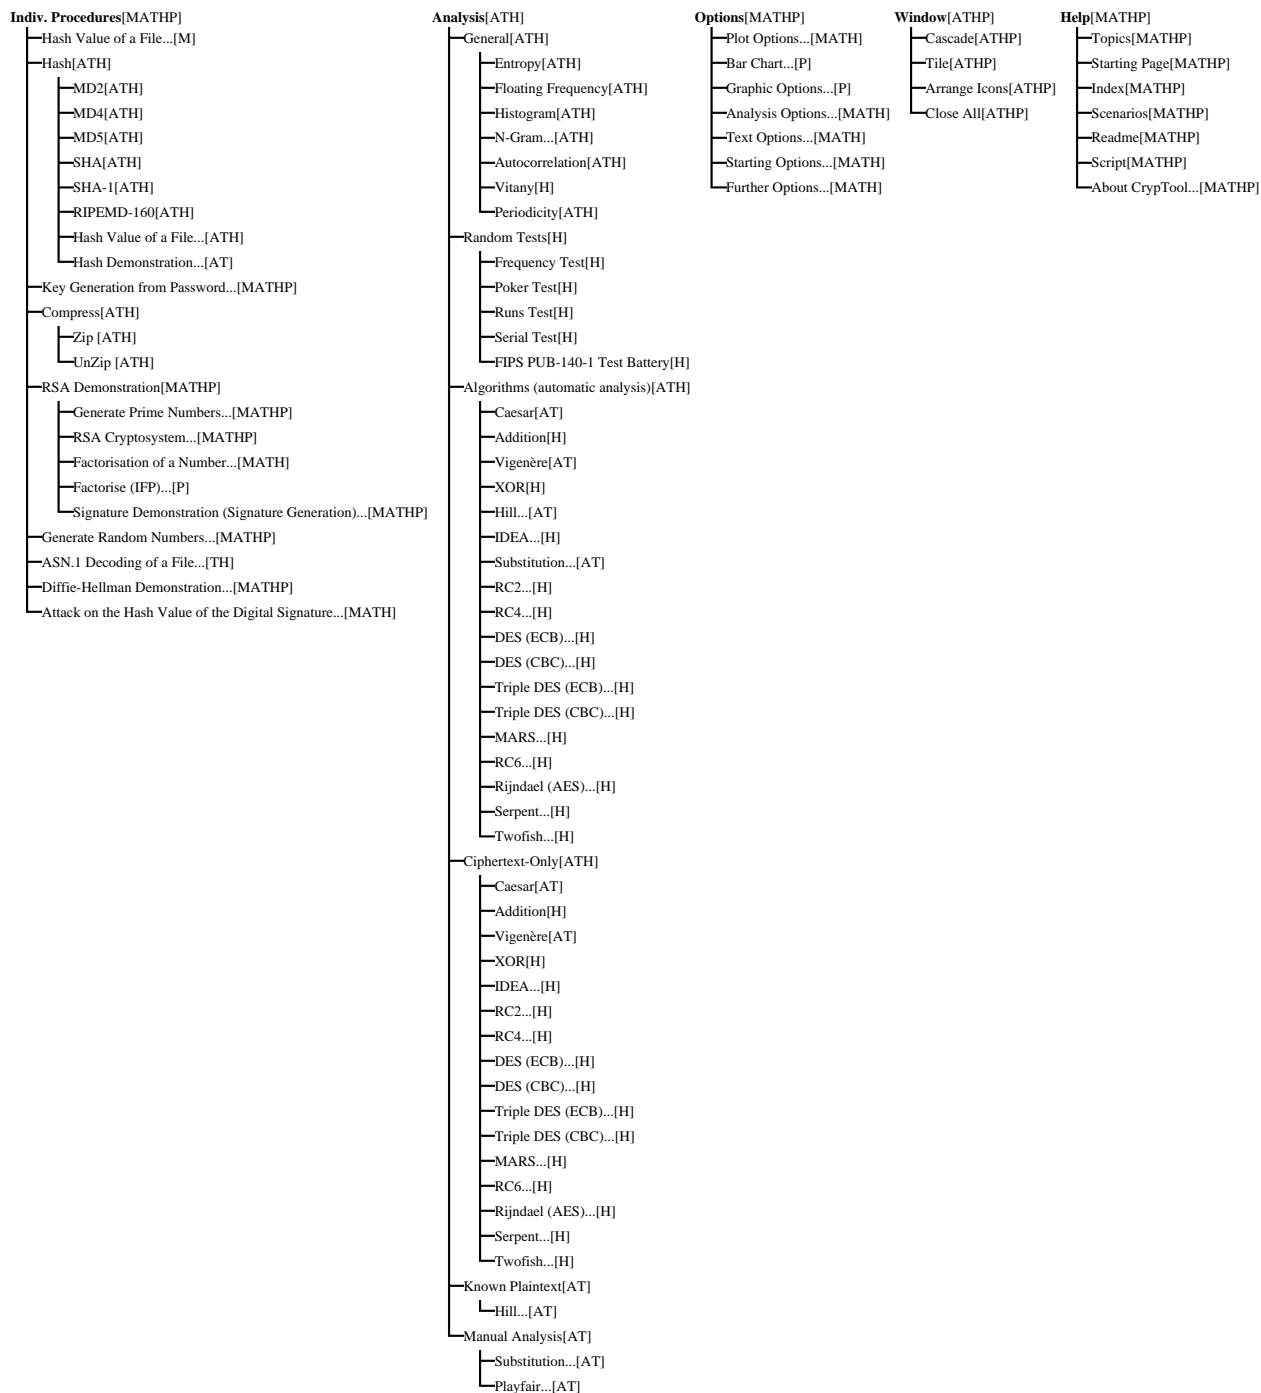 Indiv. Procedures[MATHP]
Hash Value of a File...[M]
Hash[ATH]
MD2[ATH]
MD4[ATH]
MD5[ATH]
SHA[ATH]
SHA-1[ATH]
RIPEMD-160[ATH]
Hash Value of a File...[ATH]
Hash Demonstration...[AT]
Key Generation from Password...[MATHP]
Compress[ATH]
Zip [ATH]
UnZip [ATH]
RSA Demonstration[MATHP]
Generate Prime Numbers...[MATHP]
RSA Cryptosystem...[MATHP]
Factorisation of a Number...[MATH]
Factorise (IFP)...[P]
Signature Demonstration (Signature Generation)...[MATHP]
Generate Random Numbers...[MATHP]
ASN.1 Decoding of a File...[TH]
Diffie-Hellman Demonstration...[MATHP]
Attack on the Hash Value of the Digital Signature...[MATH]
Analysis[ATH]
General[ATH]
Entropy[ATH]
Floating Frequency[ATH]
Histogram[ATH]
N-Gram...[ATH]
Autocorrelation[ATH]
Vitany[H]
Periodicity[ATH]
Random Tests[H]
Frequency Test[H]
Poker Test[H]
Runs Test[H]
Serial Test[H]
FIPS PUB-140-1 Test Battery[H]
Algorithms (automatic analysis)[ATH]
Caesar[AT]
Addition[H]
Vigenère[AT]
XOR[H]
Hill...[AT]
IDEA...[H]
Substitution...[AT]
RC2...[H]
RC4...[H]
DES (ECB)...[H]
DES (CBC)...[H]
Triple DES (ECB)...[H]
Triple DES (CBC)...[H]
MARS...[H]
RC6...[H]
Rijndael (AES)...[H]
Serpent...[H]
Twofish...[H]
Ciphertext-Only[ATH]
Caesar[AT]
Addition[H]
Vigenère[AT]
XOR[H]
IDEA...[H]
RC2...[H]
RC4...[H]
DES (ECB)...[H]
DES (CBC)...[H]
Triple DES (ECB)...[H]
Triple DES (CBC)...[H]
MARS...[H]
RC6...[H]
Rijndael (AES)...[H]
Serpent...[H]
Twofish...[H]
Known Plaintext[AT]
Hill...[AT]
Manual Analysis[AT]
Substitution...[AT]
Playfair...[AT]
Options[MATHP]
Plot Options...[MATH]
Bar Chart...[P]
Graphic Options...[P]
Analysis Options...[MATH]
Text Options...[MATH]
Starting Options...[MATH]
Further Options...[MATH]
Window[ATHP]
Cascade[ATHP]
Tile[ATHP]
Arrange Icons[ATHP]
Close All[ATHP]
Help[MATHP]
Topics[MATHP]
Starting Page[MATHP]
Index[MATHP]
Scenarios[MATHP]
Readme[MATHP]
Script[MATHP]
About CrypTool...[MATHP]